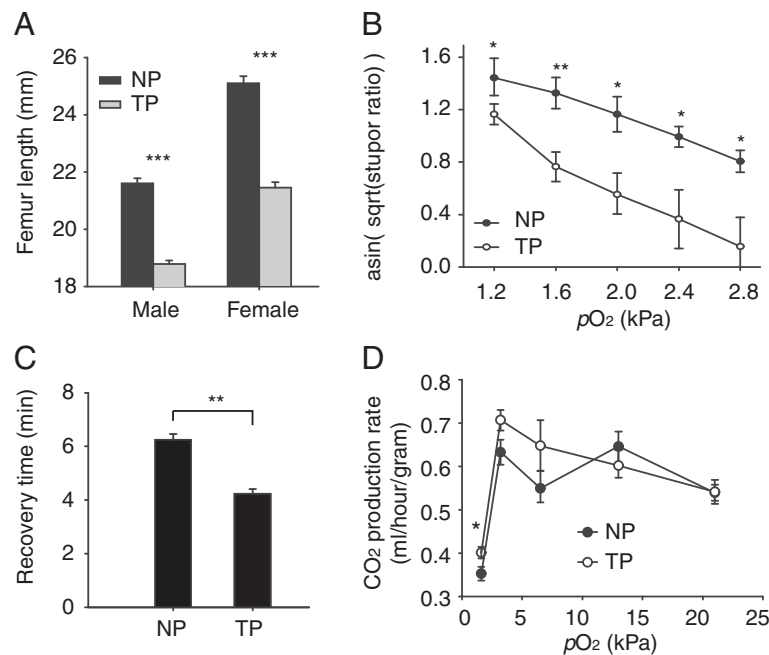 A
Femur length (mm)
26
24
22
20
18
NP
TP
***
***
Male
Female
B
asin( sqrt(stupor ratio) )
1.6
1.2
0.8
0.4
0.0
*
**
*
*
*
NP
TP
1.2 1.6 2.0 2.4 2.8
pO2 (kPa)
C
Recovery time (min)
8
6
4
2
0
**
NP TP
D
CO2 production rate
(ml/hour/gram)
0.8
0.7
0.6
0.5
0.4
0.3
*
NP
TP
0 5 10 15 20 25
pO2 (kPa)